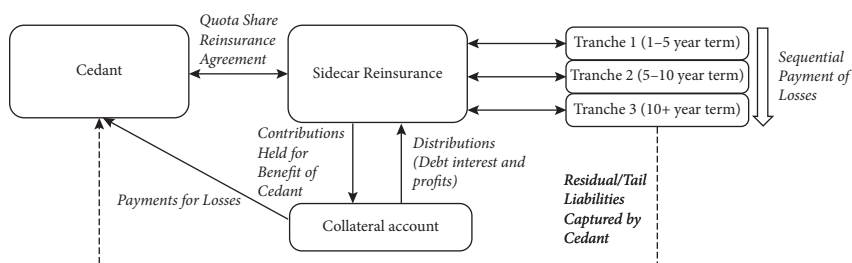 Cedant
Quota Share
Reinsurance
Agreement
Sidecar Reinsurance
Tranche 1 (1–5 year term)
Tranche 2 (5–10 year term)
Tranche 3 (10+ year term)
Sequential
Payment of
Losses
Contributions
Held for
Benefit of
Cedant
Distributions
(Debt interest and
profits)
Payments for Losses
Collateral account
Residual/Tail
Liabilities
Captured by
Cedant